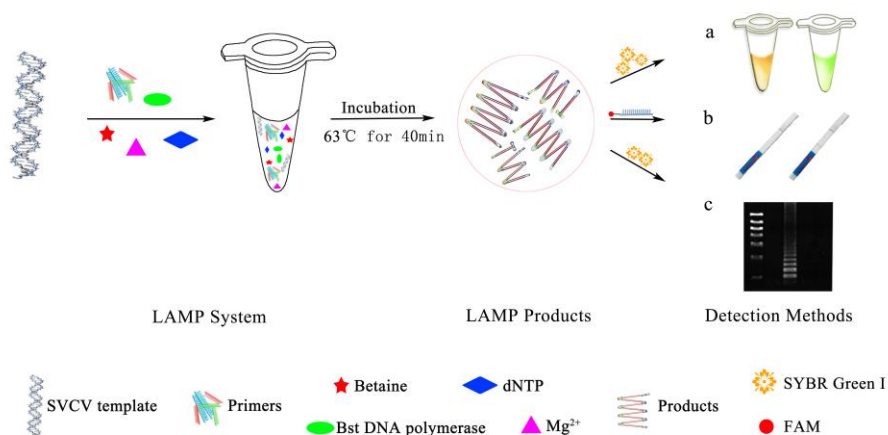 a
Incubation
63℃ for 40min
b
c
LAMP System
LAMP Products
Detection Methods
SVCV template
Primers
Betaine
dNTP
Bst DNA polymerase
Mg²⁺
Products
SYBR Green I
FAM